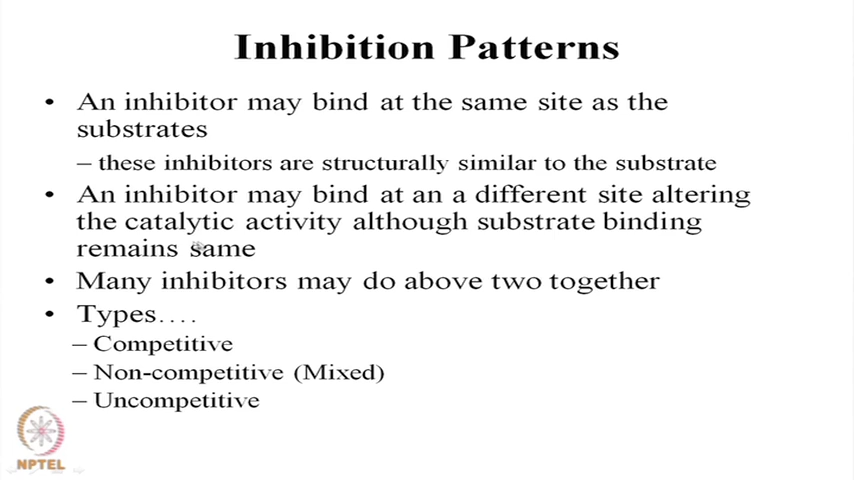 Inhibition Patterns
• An inhibitor may bind at the same site as the
substrates
– these inhibitors are structurally similar to the substrate
• An inhibitor may bind at an a different site altering
the catalytic activity although substrate binding
remains same
• Many inhibitors may do above two together
• Types….
– Competitive
– Non-competitive (Mixed)
– Uncompetitive
NPTEL